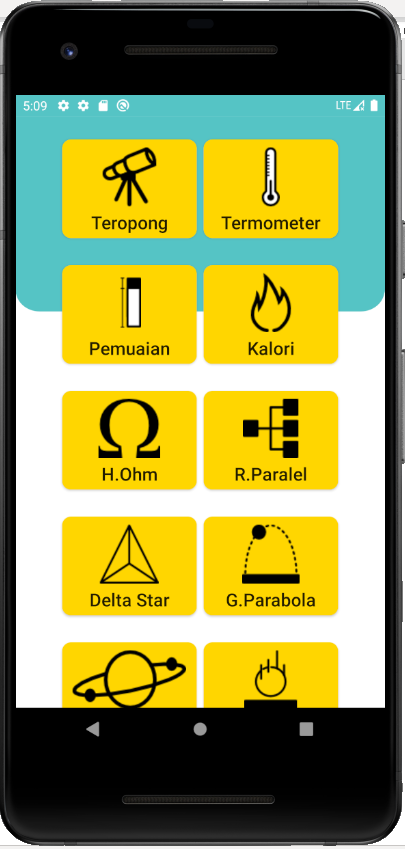 5:09
LTE
Teropong
Termometer
Pemuaian
Kalori
Ω
H.Ohm
R.Paralel
Delta Star
G.Parabola